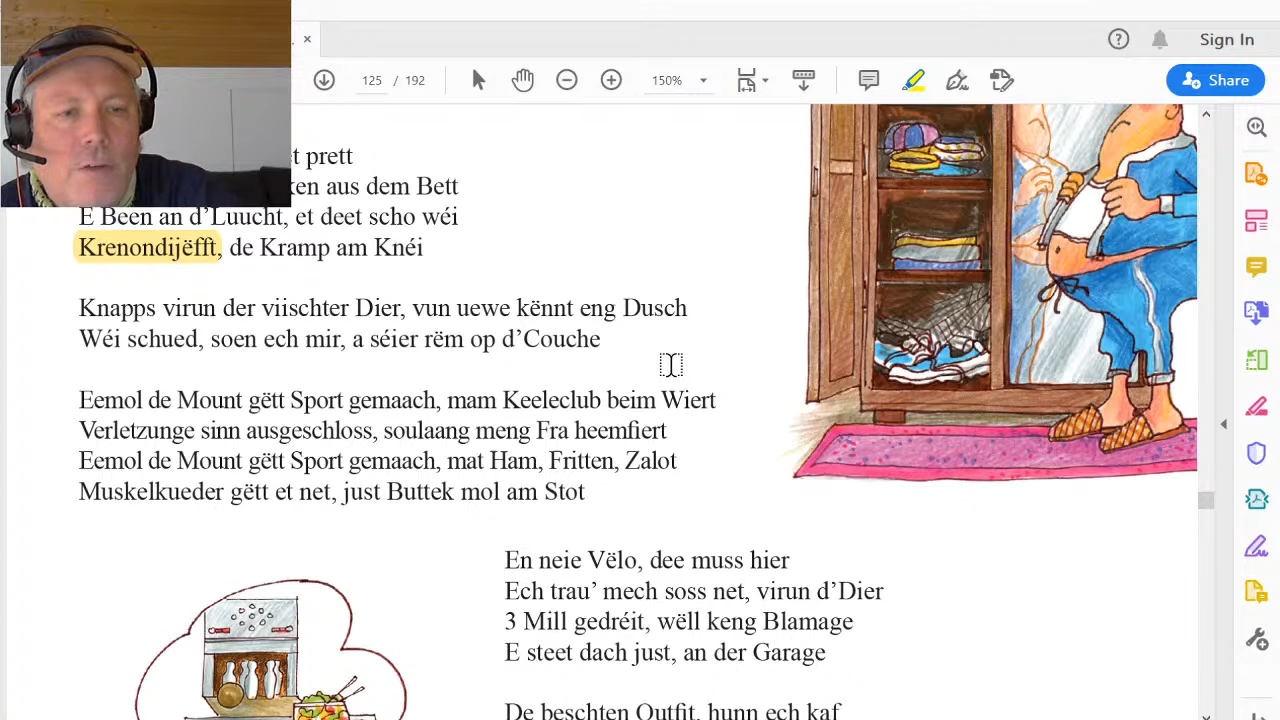 Sign In
125 / 192
150%
Share
et prett
ken aus dem Bett
E Been an d’Luucht, et deet scho wéi
Krenondijëfft, de Kramp am Knéi
Knapps virun der viischter Dier, vun uewe kënnt eng Dusch
Wéi schued, soen ech mir, a séier rëm op d’Couche
Eemol de Mount gëtt Sport gemaach, mam Keeleclub beim Wiert
Verletzunge sinn ausgeschloss, soulaang meng Fra heemfiert
Eemol de Mount gëtt Sport gemaach, mat Ham, Fritten, Zalot
Muskelkueder gëtt et net, just Buttek mol am Stot
En neie Vëlo, dee muss hier
Ech trau’ mech soss net, virun d’Dier
3 Mill gedréit, wëll keng Blamage
E steet dach just, an der Garage
De beschten Outfit, hunn ech kaf